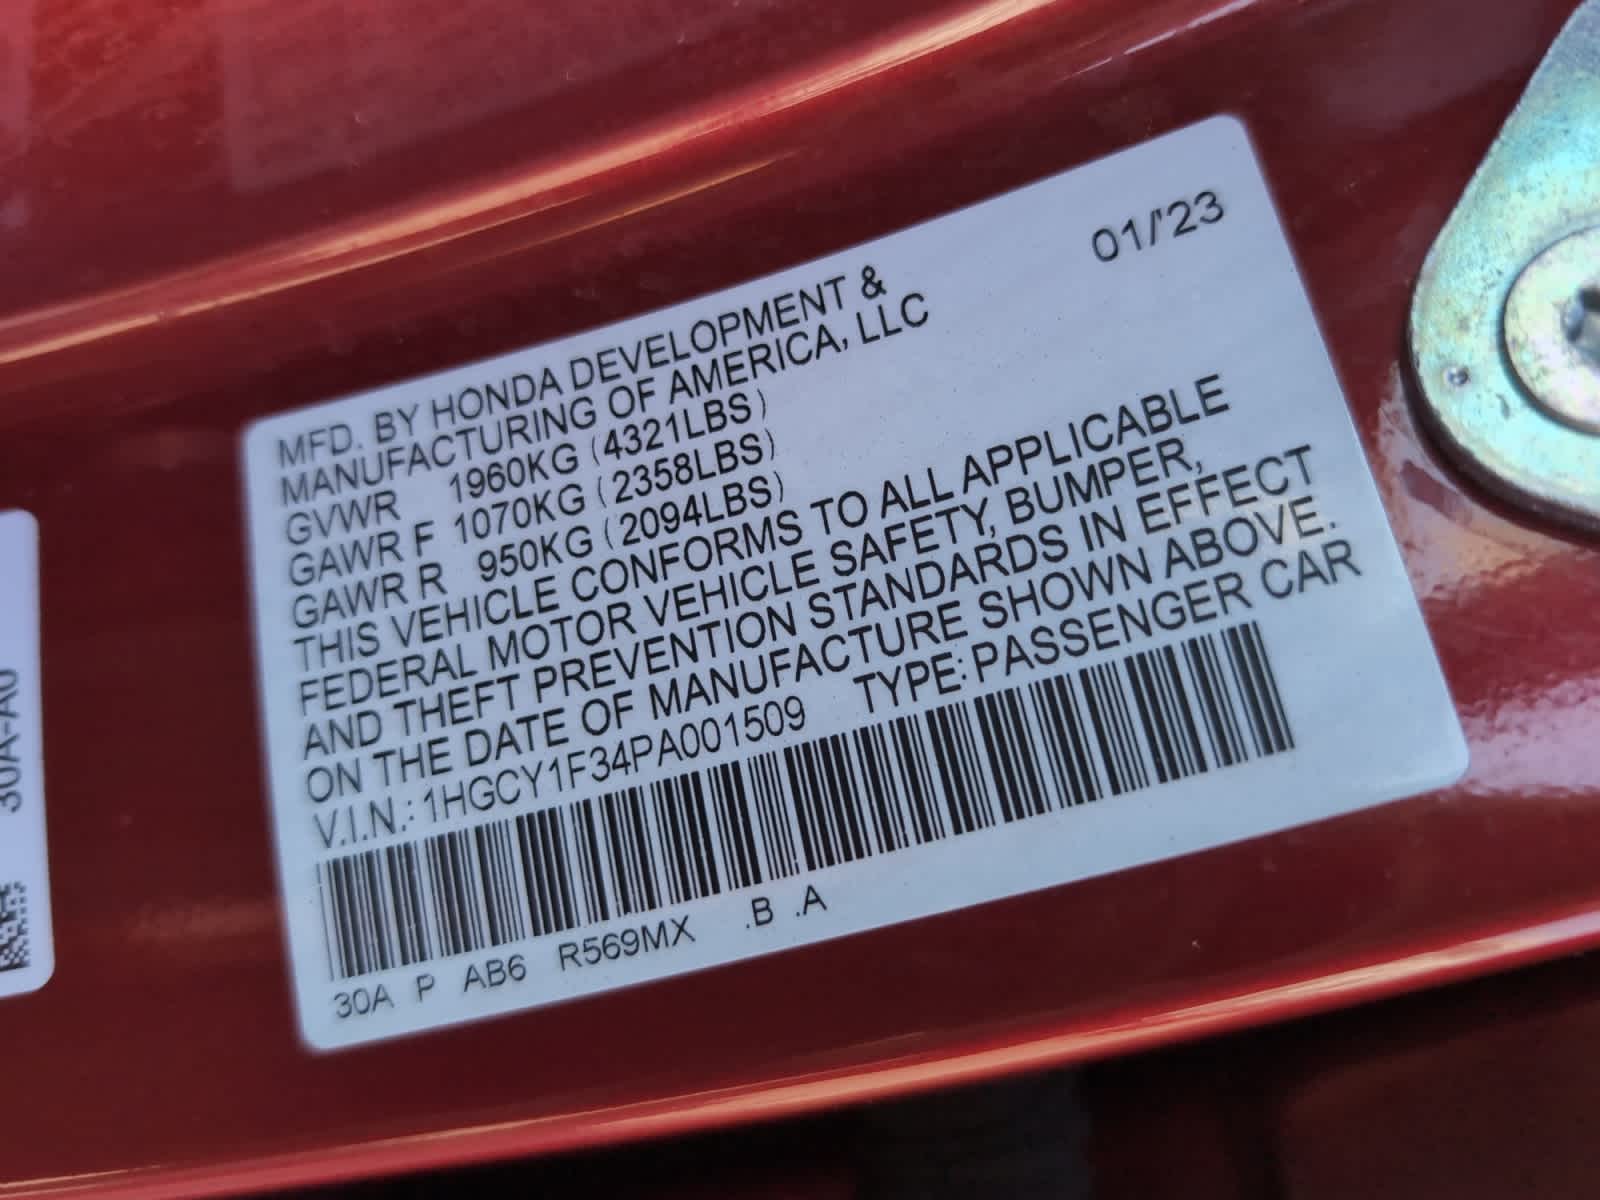 01/'23
MFD. BY HONDA DEVELOPMENT &
MANUFACTURING OF AMERICA, LLC
GVWR 1960KG (4321LBS)
GAWR F 1070KG (2358LBS)
GAWR R 950KG (2094LBS)
THIS VEHICLE CONFORMS TO ALL APPLICABLE
FEDERAL MOTOR VEHICLE SAFETY, BUMPER,
AND THEFT PREVENTION STANDARDS IN EFFECT
ON THE DATE OF MANUFACTURE SHOWN ABOVE.
V.I.N.: 1HGCY1F34PA001509 TYPE: PASSENGER CAR
30A P AB6 R569MX .B .A
30A-A0